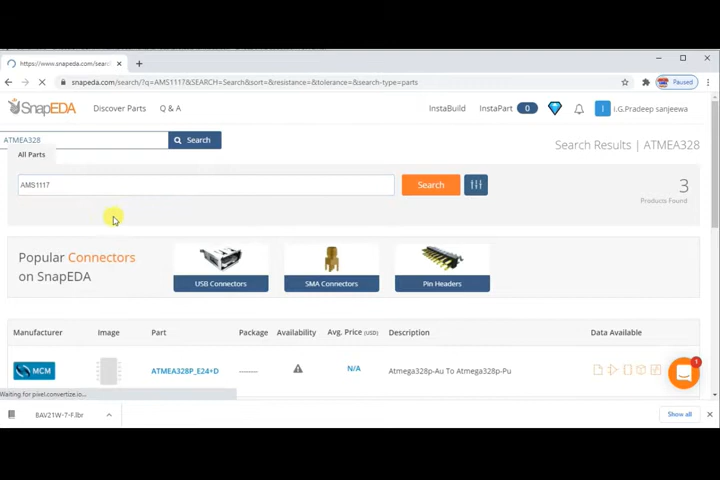 https://www.snapeda.com/searc
snapeda.com/search/?q=AMS1117&SEARCH=Search&sort=&resistance=&tolerance=&search-type=parts
Paused
SnapEDA
Discover Parts
Q & A
InstaBuild
InstaPart
0
I
I.G.Pradeep sanjeewa
ATMEA328
Search
Search Results | ATMEA328
All Parts
AMS1117
Search
3
Products Found
Popular Connectors
on SnapEDA
USB Connectors
SMA Connectors
Pin Headers
Manufacturer
Image
Part
Package
Availability
Avg. Price (USD)
Description
Data Available
MCM
ATMEA328P_E24+D
N/A
Atmega328p-Au To Atmega328p-Pu
1
Waiting for pixel.convertize.io...
BAV21W-7-F.lbr
Show all